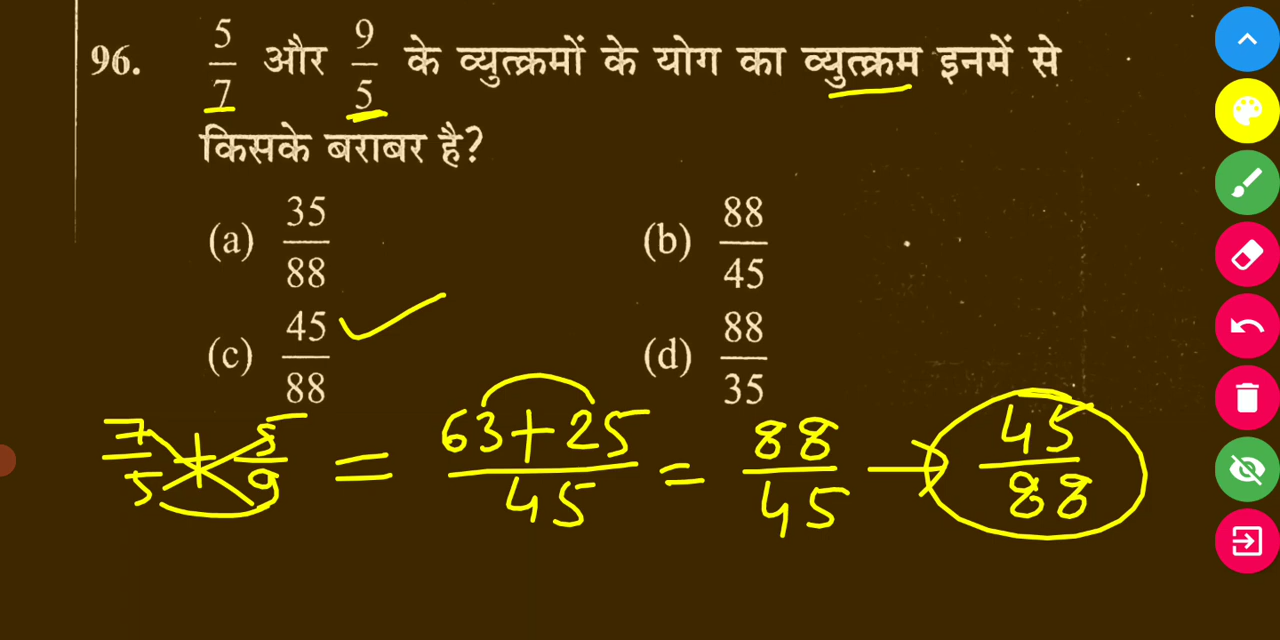 96. 5/7 और 9/5 के व्युत्क्रमों के योग का व्युत्क्रम इनमें से
किसके बराबर है?
(a) 35/88 (b) 88/45
(c) 45/88 (d) 88/35
7/5 + 5/9 = 63+25/45 = 88/45 → 45/88